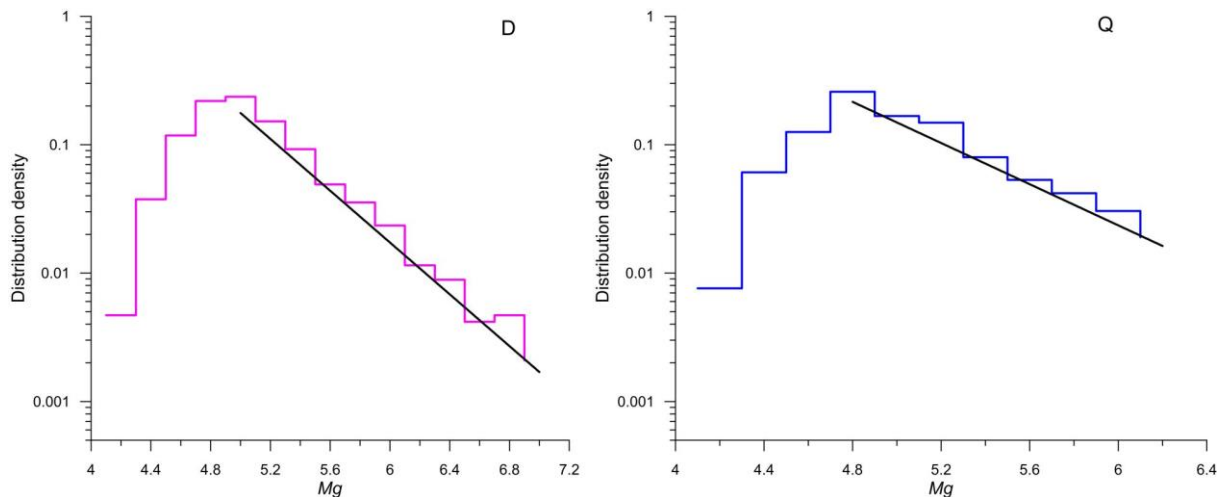 D
1
0.1
0.01
0.001
Distribution density
4 4.4 4.8 5.2 5.6 6 6.4 6.8 7.2
Mg
Q
1
0.1
0.01
0.001
Distribution density
4 4.4 4.8 5.2 5.6 6 6.4
Mg